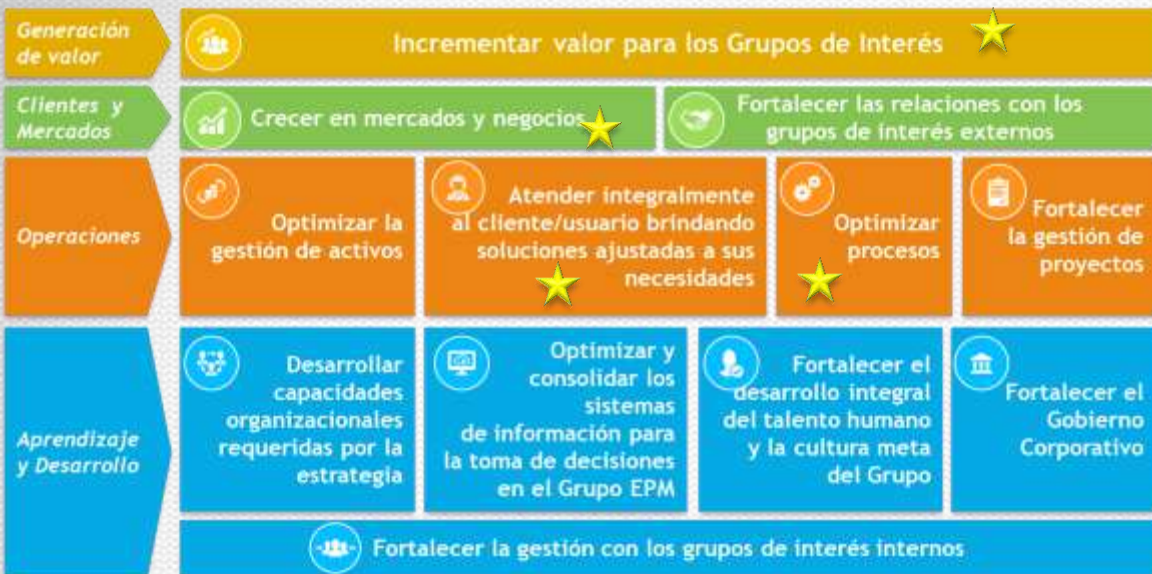 Generación
de valor
Incrementar valor para los Grupos de Interés
Clientes y
Mercados
Crecer en mercados y negocios
Fortalecer las relaciones con los
grupos de interés externos
Operaciones
Optimizar la
gestión de activos
Atender integralmente
al cliente/usuario brindando
soluciones ajustadas a sus
necesidades
Optimizar
procesos
Fortalecer
la gestión de
proyectos
Aprendizaje
y Desarrollo
Desarrollar
capacidades
organizacionales
requeridas por la
estrategia
Optimizar y
consolidar los
sistemas
de información para
la toma de decisiones
en el Grupo EPM
Fortalecer el
desarrollo integral
del talento humano
y la cultura meta
del Grupo
Fortalecer el
Gobierno
Corporativo
Fortalecer la gestión con los grupos de interés internos